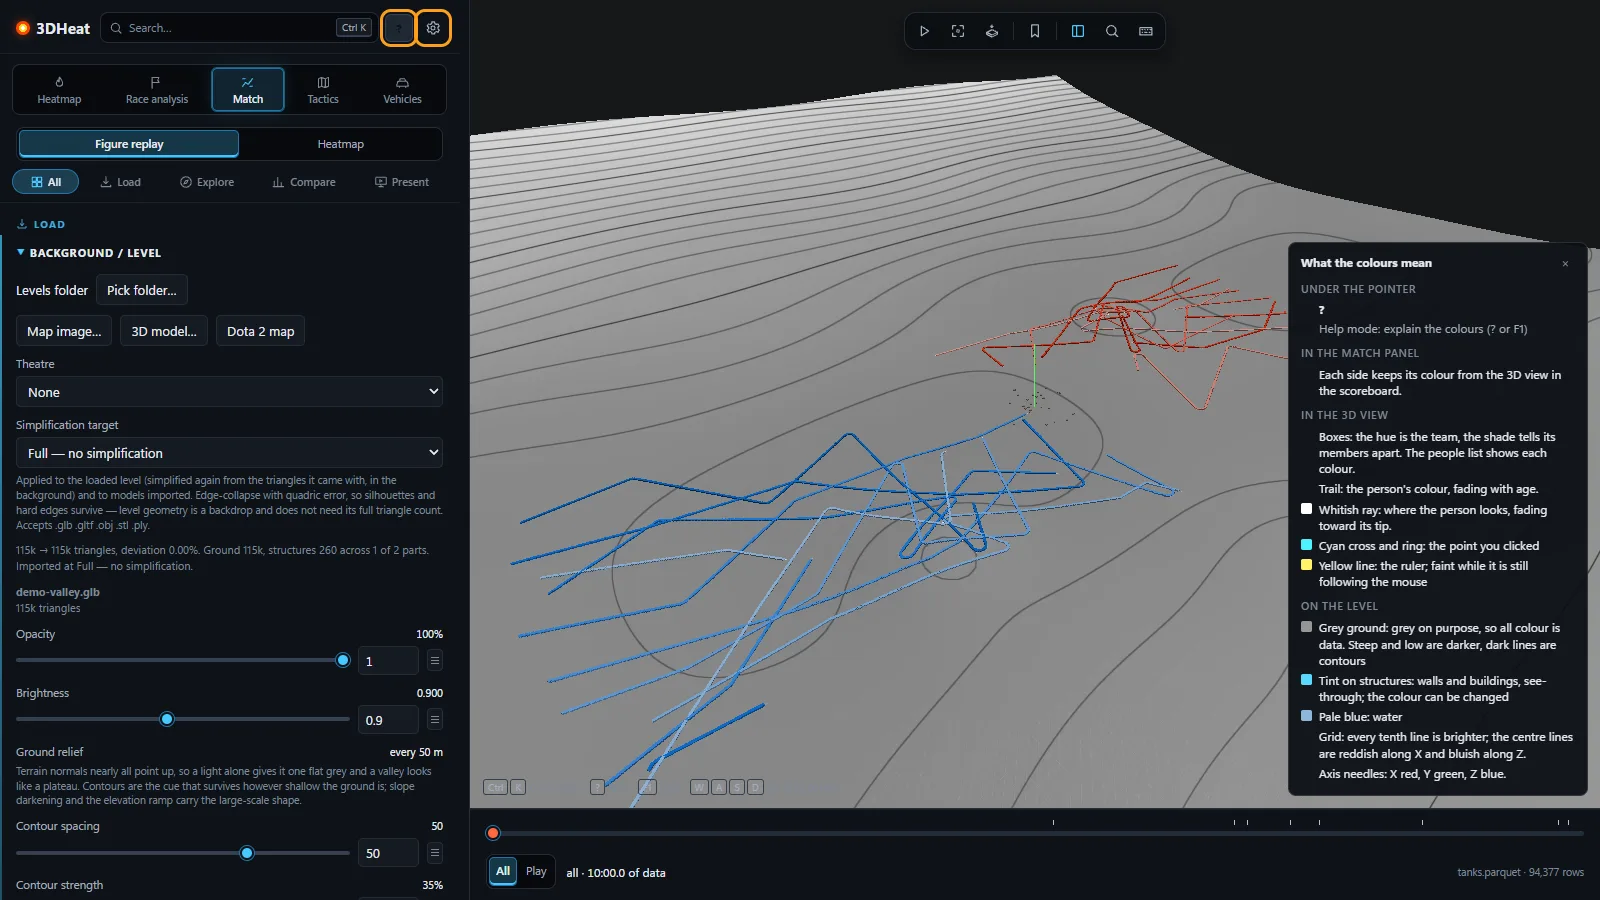 3DHeat
Search...
Ctrl K
?
Heatmap
Race analysis
Match
Tactics
Vehicles
Figure replay
Heatmap
All
Load
Explore
Compare
Present
LOAD
BACKGROUND / LEVEL
Levels folder
Pick folder...
Map image...
3D model...
Dota 2 map
Theatre
None
Simplification target
Full — no simplification
Applied to the loaded level (simplified again from the triangles it came with, in the
background) and to models imported. Edge-collapse with quadric error, so silhouettes and
hard edges survive — level geometry is a backdrop and does not need its full triangle count.
Accepts .glb .gltf .obj .stl .ply.
115k → 115k triangles, deviation 0.00%. Ground 115k, structures 260 across 1 of 2 parts.
Imported at Full — no simplification.
demo-valley.glb
115k triangles
Opacity
100%
1
Brightness
0.900
0.9
Ground relief
every 50 m
Terrain normals nearly all point up, so a light alone gives it one flat grey and a valley looks
like a plateau. Contours are the cue that survives however shallow the ground is; slope
darkening and the elevation ramp carry the large-scale shape.
Contour spacing
50
50
Contour strength
35%
What the colours mean
×
UNDER THE POINTER
?
Help mode: explain the colours (? or F1)
IN THE MATCH PANEL
Each side keeps its colour from the 3D view in
the scoreboard.
IN THE 3D VIEW
Boxes: the hue is the team, the shade tells its
members apart. The people list shows each
colour.
Trail: the person's colour, fading with age.
Whitish ray: where the person looks, fading
toward its tip.
Cyan cross and ring: the point you clicked
Yellow line: the ruler; faint while it is still
following the mouse
ON THE LEVEL
Grey ground: grey on purpose, so all colour is
data. Steep and low are darker, dark lines are
contours
Tint on structures: walls and buildings, see-
through; the colour can be changed
Pale blue: water
Grid: every tenth line is brighter; the centre lines
are reddish along X and bluish along Z.
Axis needles: X red, Y green, Z blue.
Ctrl K
?
W A S D
All
Play
all · 10:00.0 of data
tanks.parquet · 94,377 rows